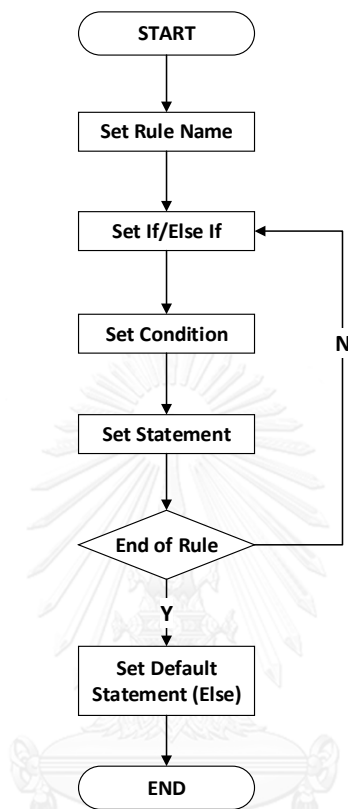 START
Set Rule Name
Set If/Else If
Set Condition
N
Set Statement
End of Rule
Y
Set Default
Statement (Else)
END